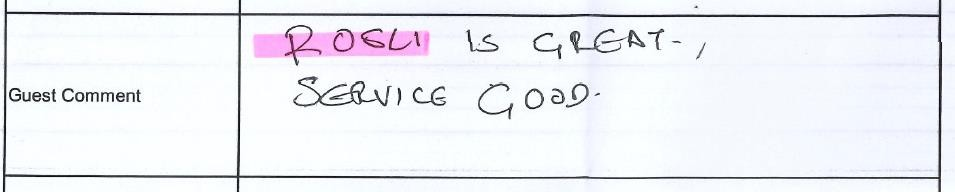 ROSLI IS GREAT-,
Guest Comment
SERVICE GOOD.